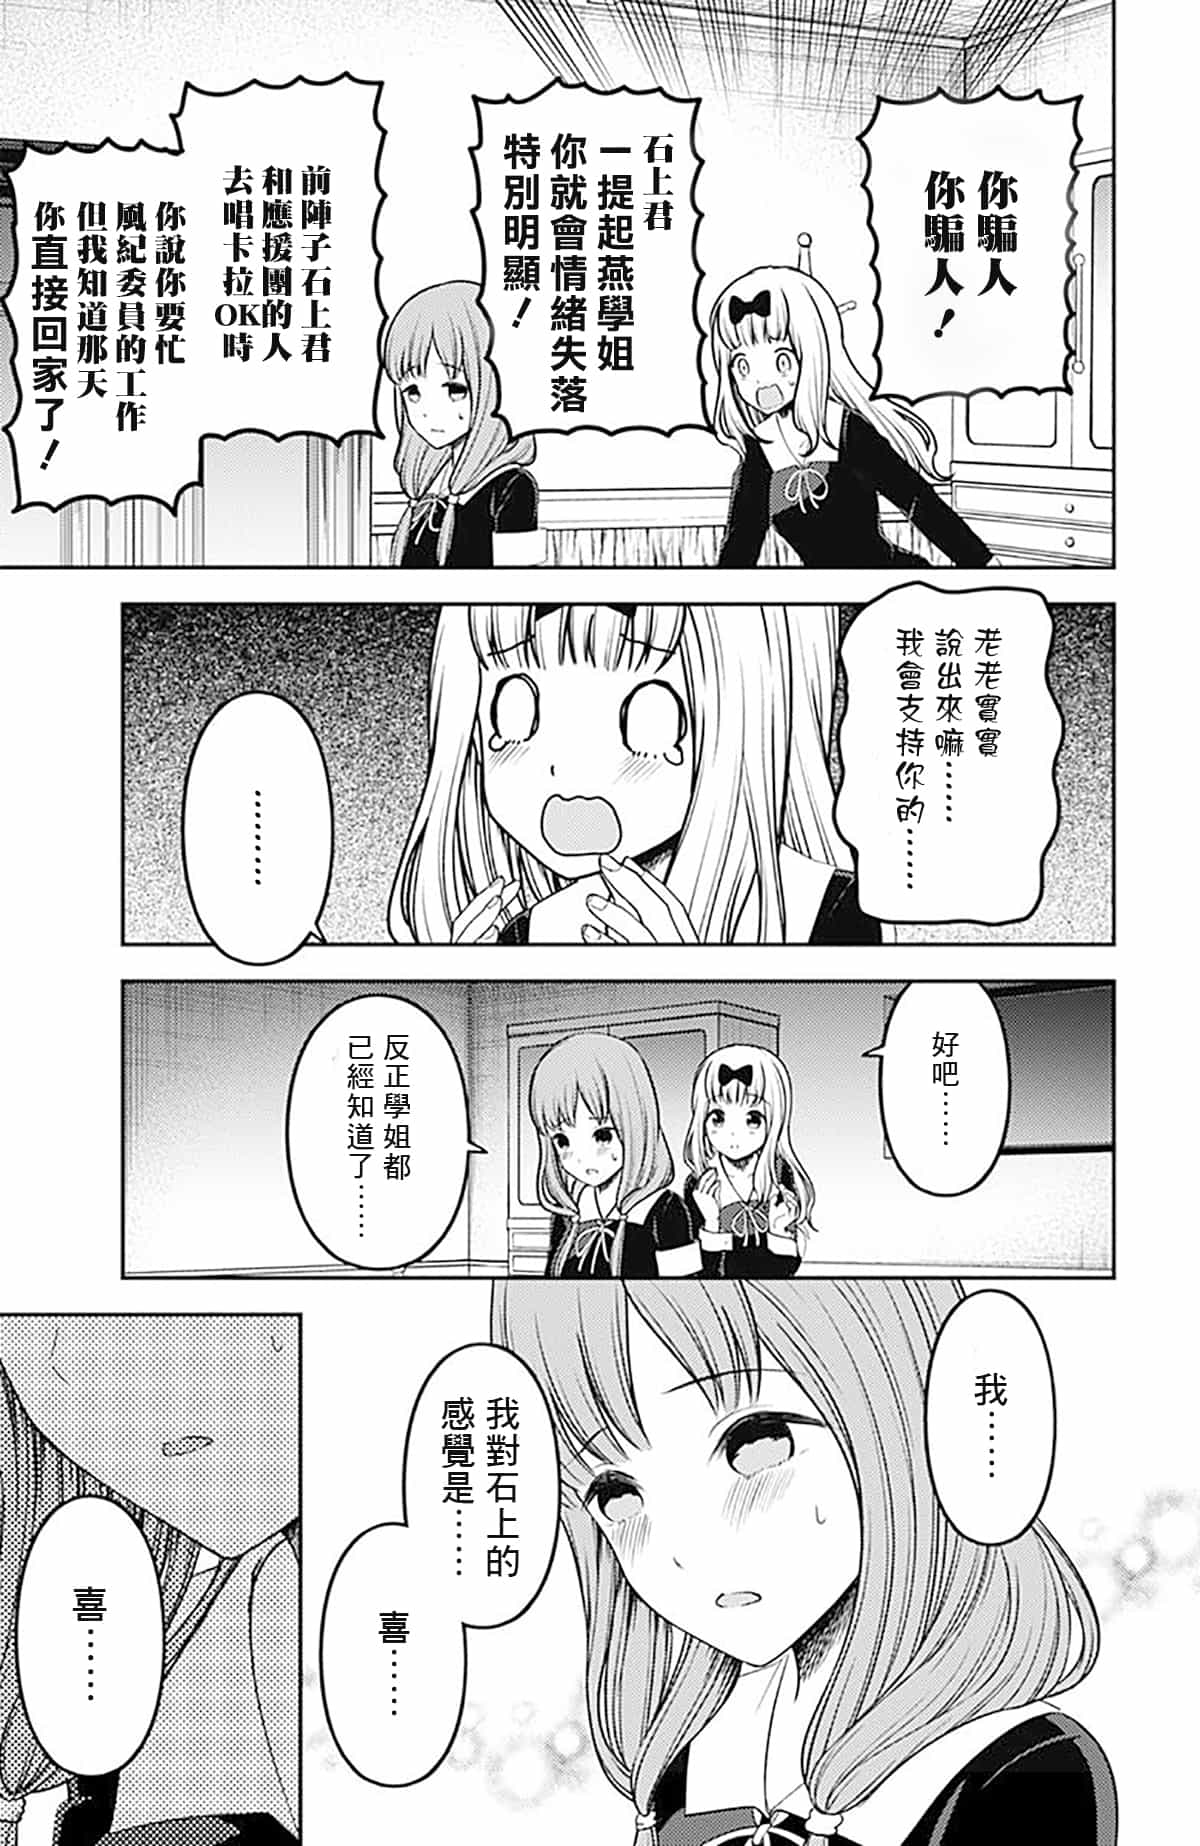 你騙人
你騙人！
石上君
一提起燕學姐
你就會情緒失落
特別明顯！
前陣子石上君
和應援團的人
去唱卡拉OK時
你說你要忙
風紀委員的工作
但我知道那天
你直接回家了！
老老實實
說出來嘛……
我會支持你的……
………
好吧……
反正學姐都
已經知道了……
我……
我對石上的
感覺是……
喜……
喜……